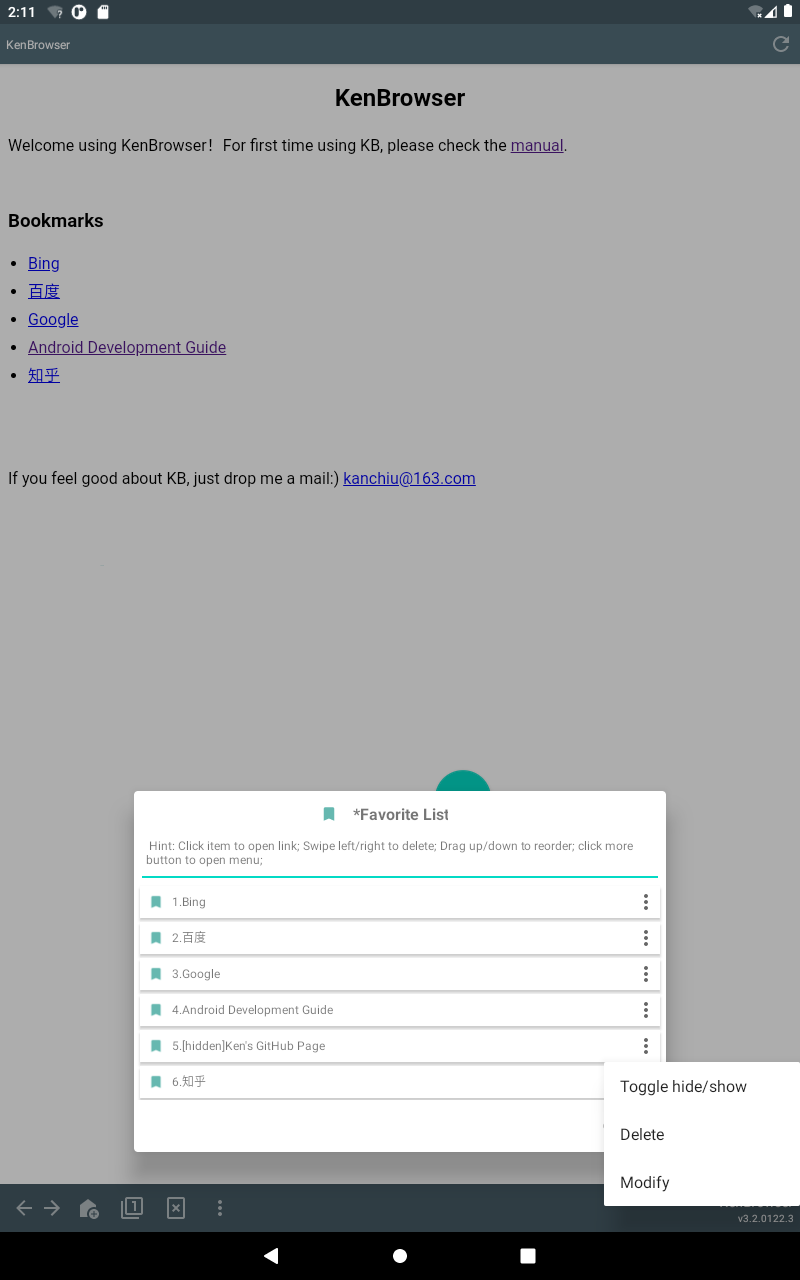 2:11
KenBrowser
KenBrowser
Welcome using KenBrowser！For first time using KB, please check the manual.
Bookmarks
Bing
百度
Google
Android Development Guide
知乎
If you feel good about KB, just drop me a mail:) kanchiu@163.com
*Favorite List
Hint: Click item to open link; Swipe left/right to delete; Drag up/down to reorder; click more
button to open menu;
1.Bing
2.百度
3.Google
4.Android Development Guide
5.[hidden]Ken's GitHub Page
6.知乎
Toggle hide/show
Delete
Modify
1
v3.2.0122.3